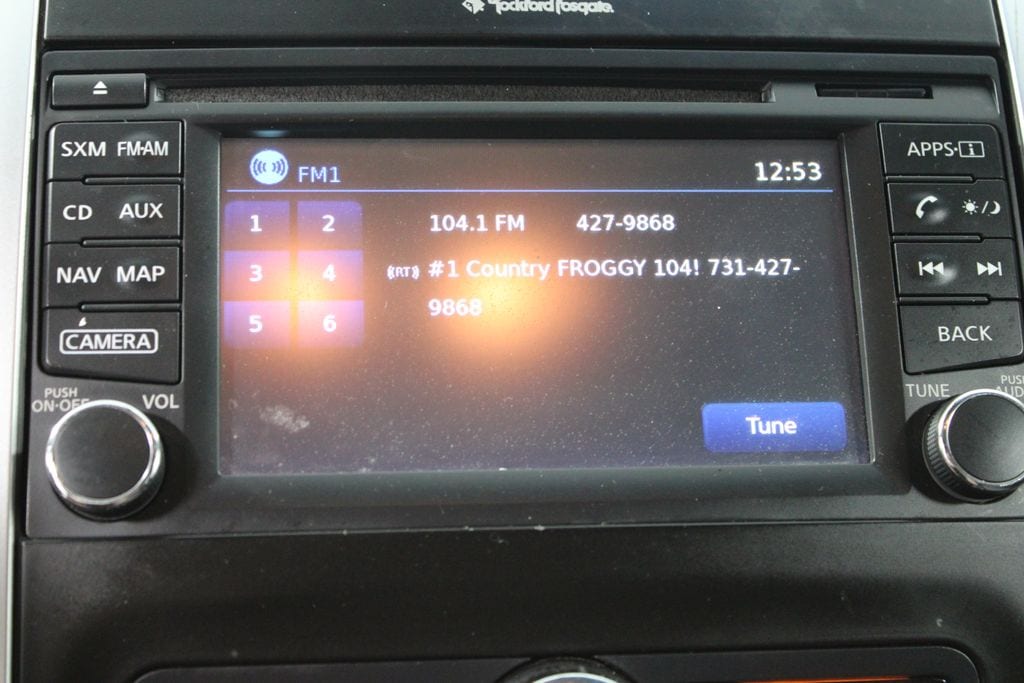 Rockford Fosgate.
SXM FM·AM
CD AUX
NAV MAP
CAMERA
PUSH
ON·OFF
VOL
FM1
12:53
1 2
3 4
5 6
104.1 FM 427-9868
((RT)) #1 Country FROGGY 104! 731-427-
9868
Tune
APPS·i
BACK
TUNE